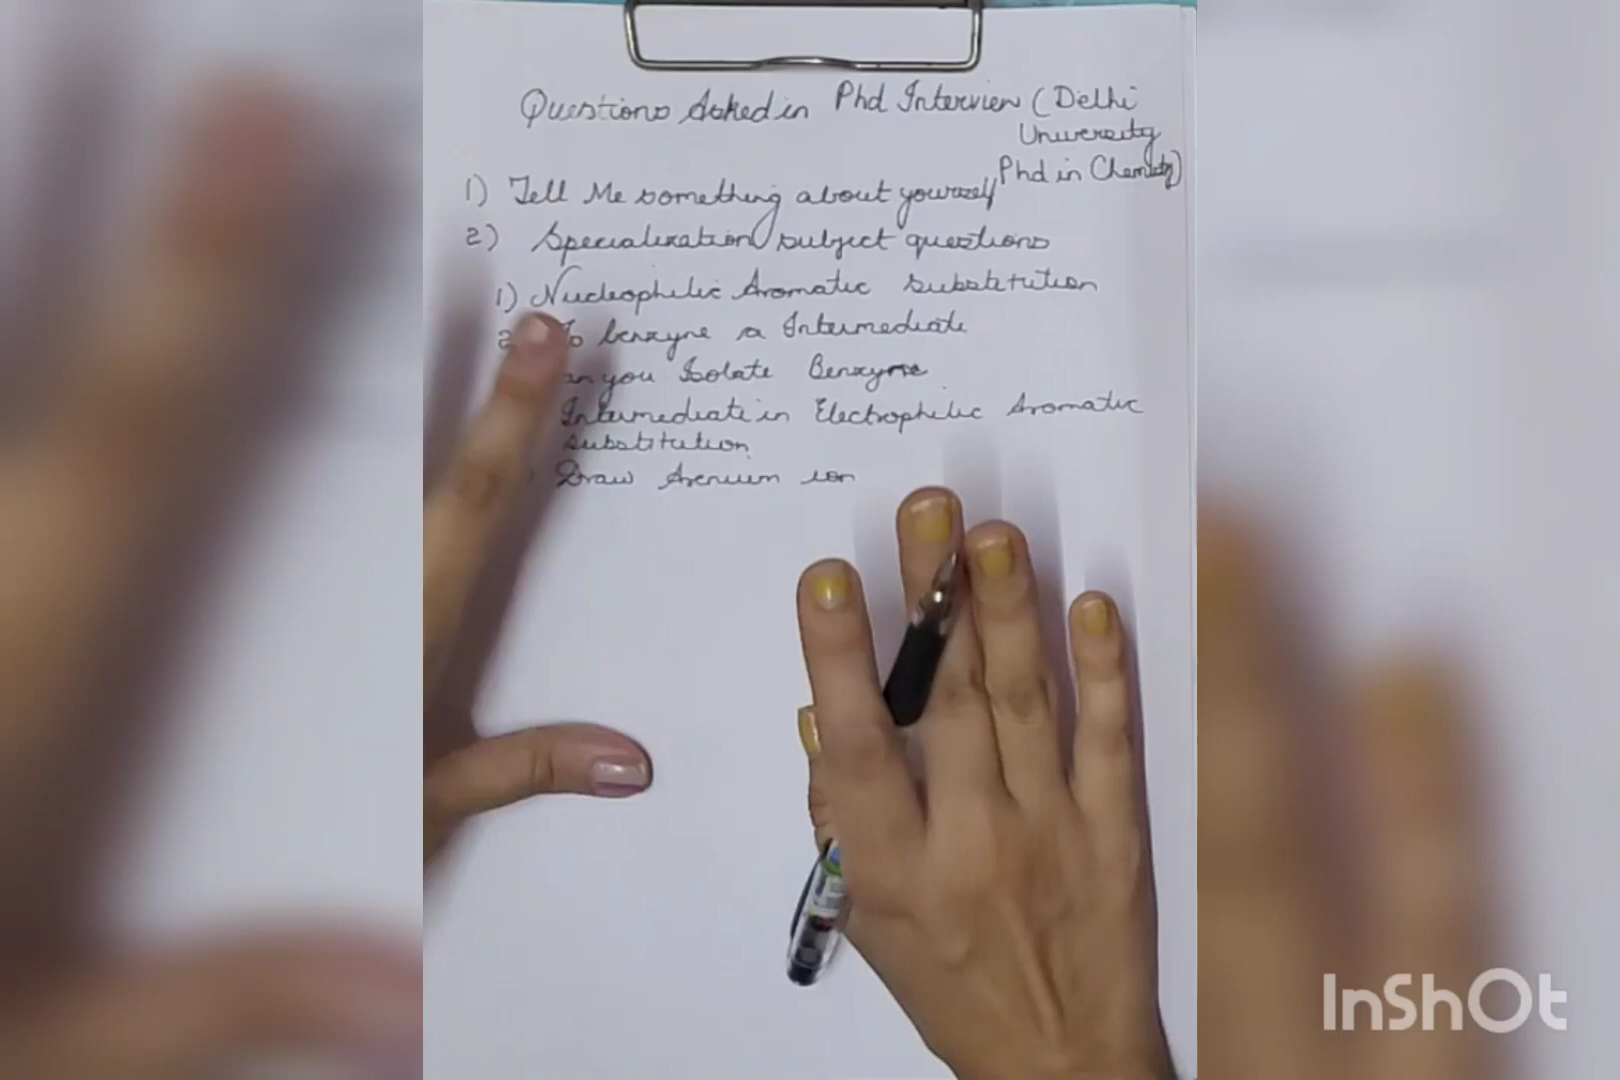 Questions Asked in Phd Interview (Delhi
University
Phd in Chemistry)
1) Tell Me something about yourself
2) Specialization subject questions
1) Nucleophilic Aromatic substitution
2 benzyne a Intermediate
an you Isolate Benzyne
Intermediate in Electrophilic Aromatic
substitution
Draw Arenium ion
InShOt